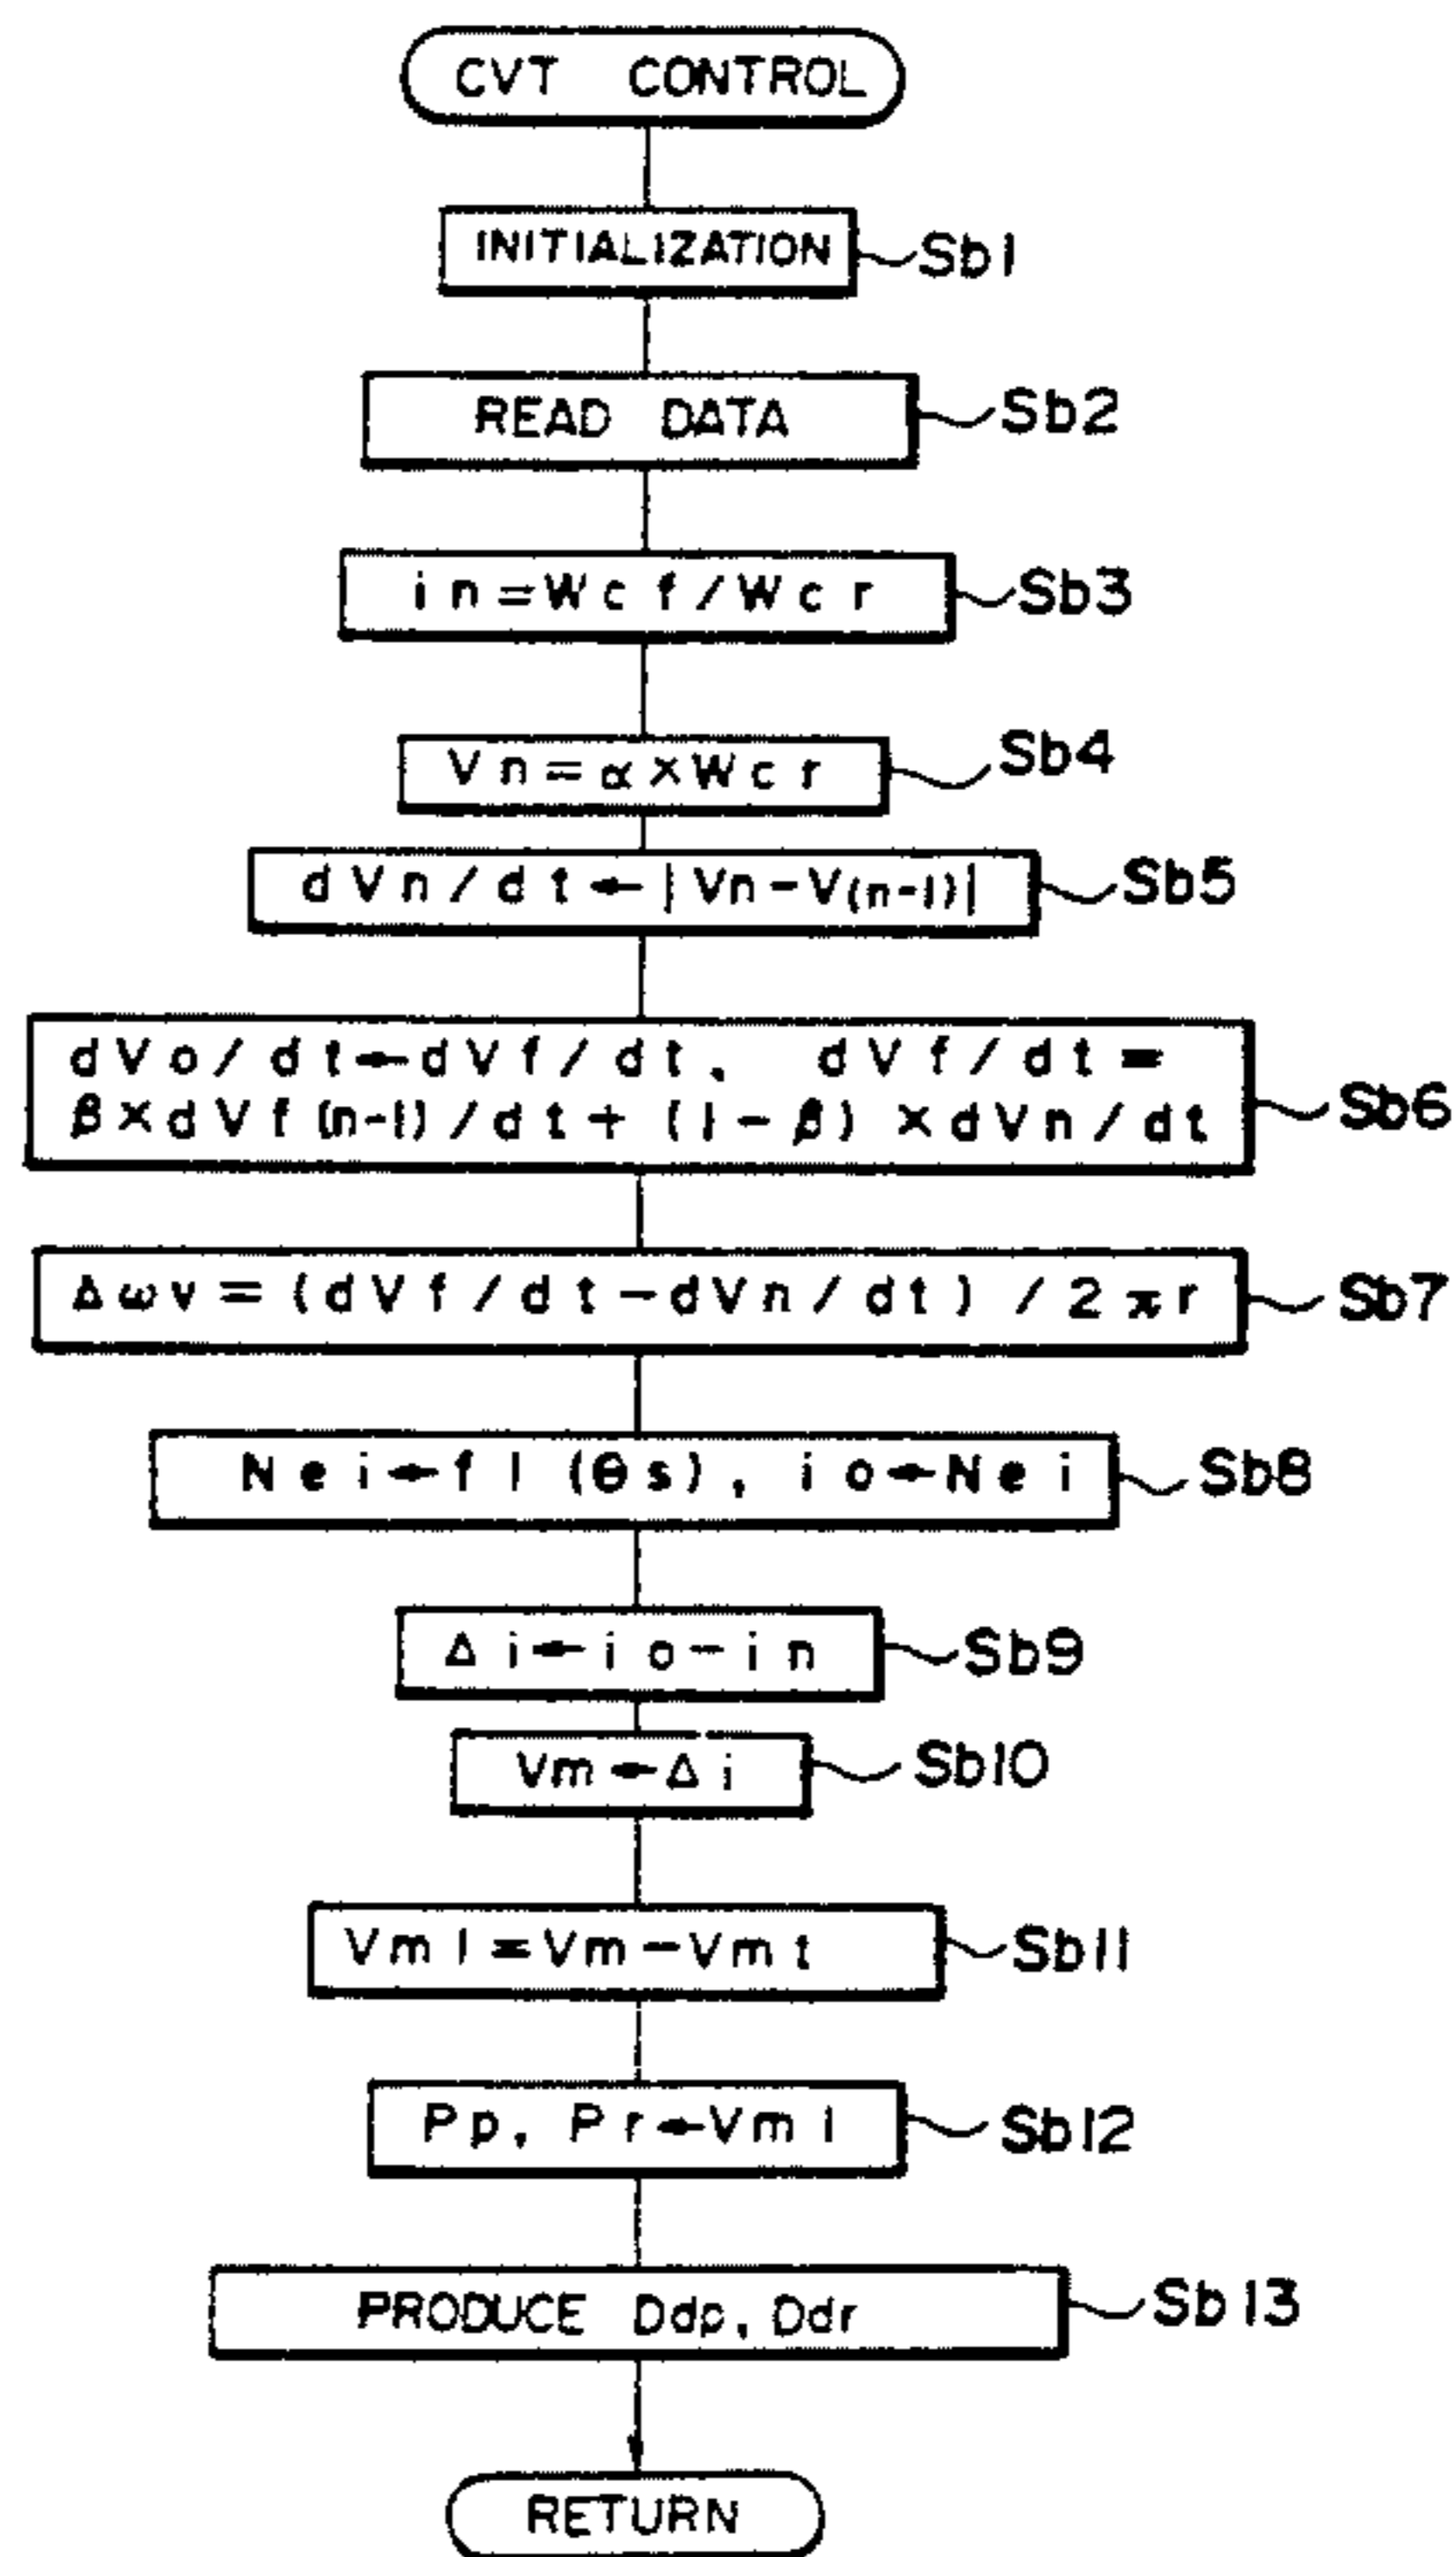 CVT CONTROL
INITIALIZATION
Sb1
READ DATA
Sb2
in=Wcf/Wcr
Sb3
Vn=α×Wcr
Sb4
dVn/dt←|Vn-V(n-1)|
Sb5
dVo/dt←dVf/dt, dVf/dt=
β×dVf(n-1)/dt+(1-β)×dVn/dt
Sb6
Δωv=(dVf/dt-dVn/dt)/2πr
Sb7
Nei←f1(θs), io←Nei
Sb8
Δi←io-in
Sb9
Vm←Δi
Sb10
Vm1=Vm-Vmt
Sb11
Pp, Pr←Vm1
Sb12
PRODUCE Ddp, Ddr
Sb13
RETURN